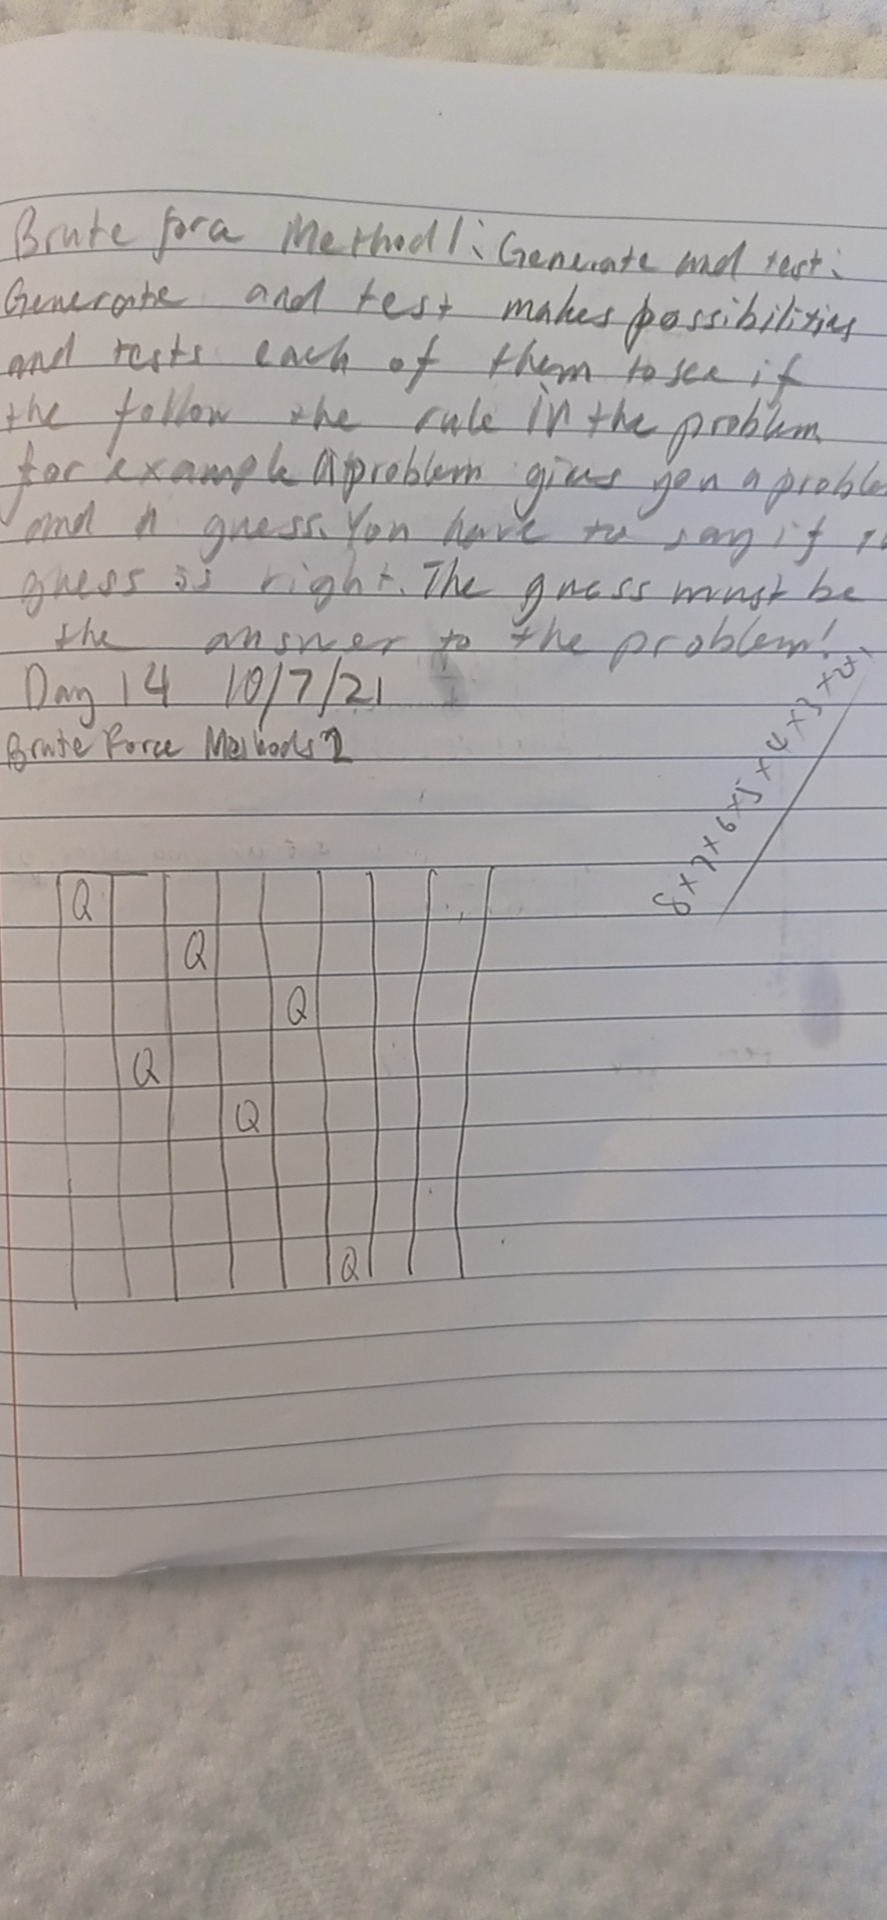 Brute force Method 1: Generate and test:
Generate and test makes possibilities
and tests each of them to see if
the follow the rule in the problem
for example A problem gives you a proble
and a guess. You have to say if
guess is right. The guess must be
the answer to the problem!
Day 14 10/7/21
Brute Force Methods 2
8×7×6×5×4×3×2×1
Q
Q
Q
Q
Q
Q